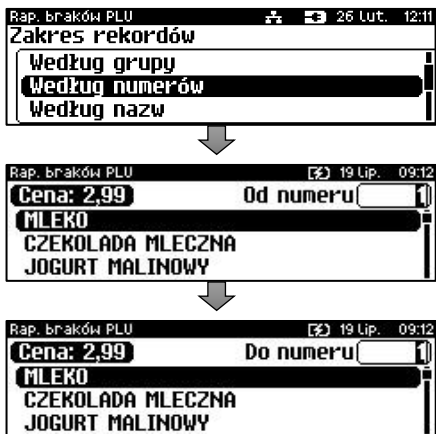 Rap. braków PLU 26 Lut. 12:11
Zakres rekordów
Według grupy
Według numerów
Według nazw
Rap. braków PLU 19 Lip. 09:12
Cena: 2,99 Od numeru 1
MLEKO
CZEKOLADA MLECZNA
JOGURT MALINOWY
Rap. braków PLU 19 Lip. 09:12
Cena: 2,99 Do numeru 1
MLEKO
CZEKOLADA MLECZNA
JOGURT MALINOWY